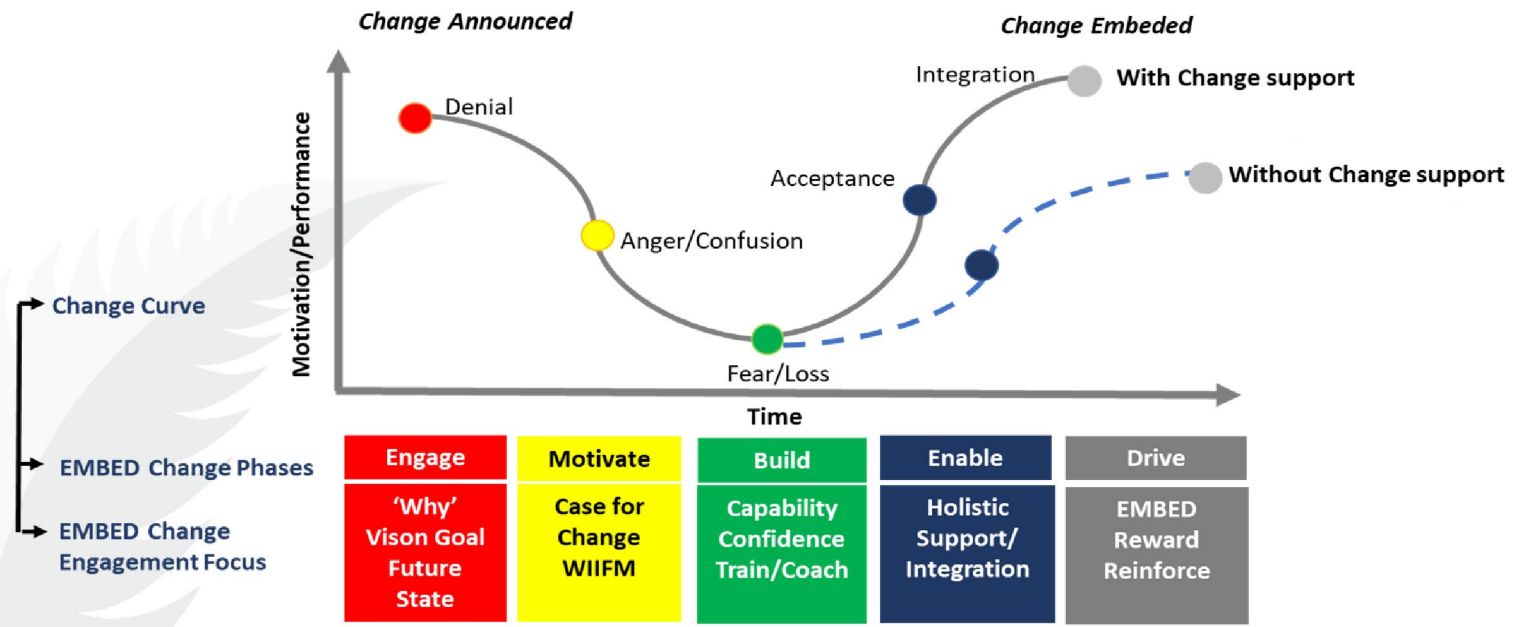 Change Announced
Change Embeded
Integration
With Change support
Denial
Acceptance
Without Change support
Anger/Confusion
Motivation/Performance
Change Curve
Fear/Loss
Time
EMBED Change Phases
Engage
Motivate
Build
Enable
Drive
EMBED Change
Engagement Focus
‘Why’
Vison Goal
Future
State
Case for
Change
WIIFM
Capability
Confidence
Train/Coach
Holistic
Support/
Integration
EMBED
Reward
Reinforce